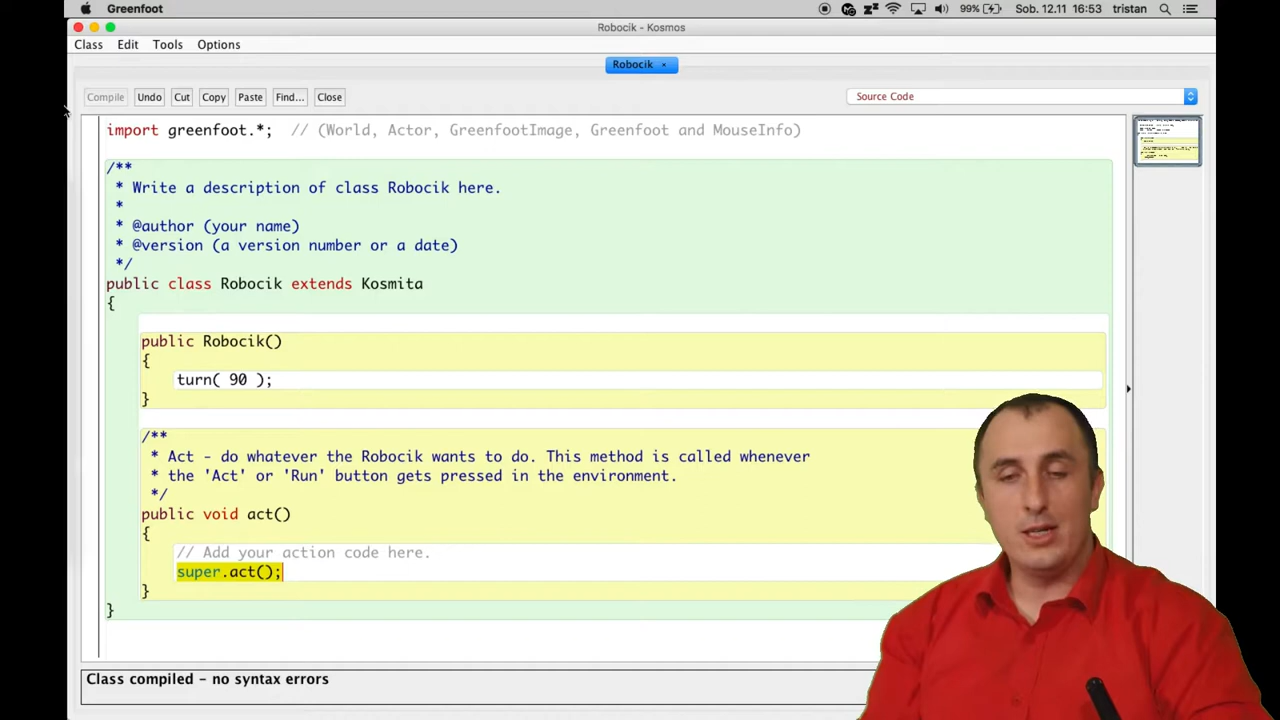 Greenfoot
99%
Sob. 12.11 16:53 tristan
Robocik - Kosmos
Class Edit Tools Options
Robocik ×
Compile Undo Cut Copy Paste Find... Close
Source Code
import greenfoot.*;  // (World, Actor, GreenfootImage, Greenfoot and MouseInfo)
/**
* Write a description of class Robocik here.
*
* @author (your name)
* @version (a version number or a date)
*/
public class Robocik extends Kosmita
{
public Robocik()
{
turn( 90 );
}
/**
* Act - do whatever the Robocik wants to do. This method is called whenever
* the 'Act' or 'Run' button gets pressed in the environment.
*/
public void act()
{
// Add your action code here.
super.act();
}
}
Class compiled - no syntax errors